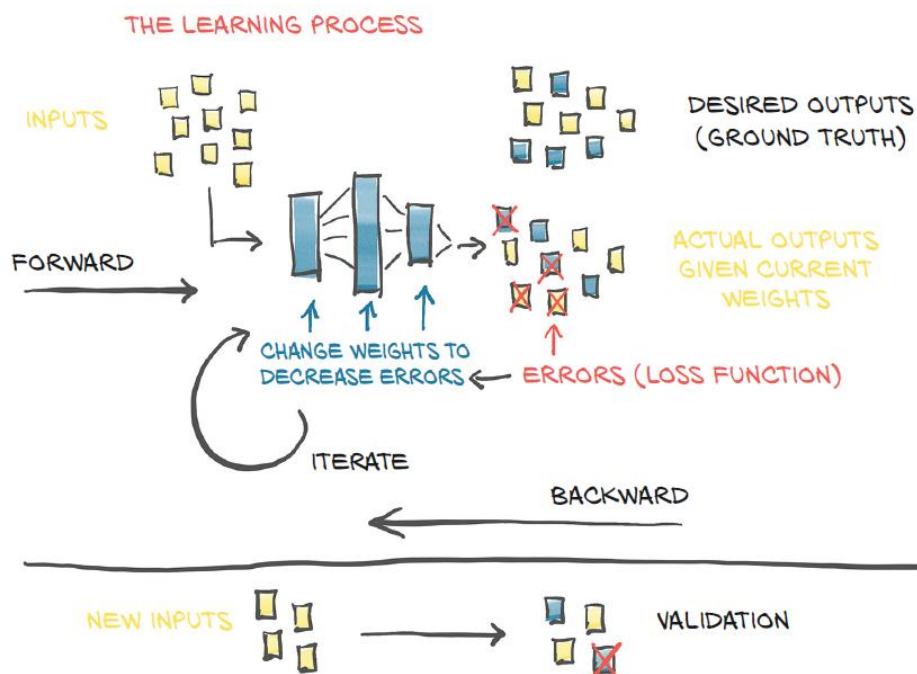 THE LEARNING PROCESS
INPUTS
DESIRED OUTPUTS
(GROUND TRUTH)
FORWARD
ACTUAL OUTPUTS
GIVEN CURRENT
WEIGHTS
CHANGE WEIGHTS TO
DECREASE ERRORS
ERRORS (LOSS FUNCTION)
ITERATE
BACKWARD
NEW INPUTS
VALIDATION